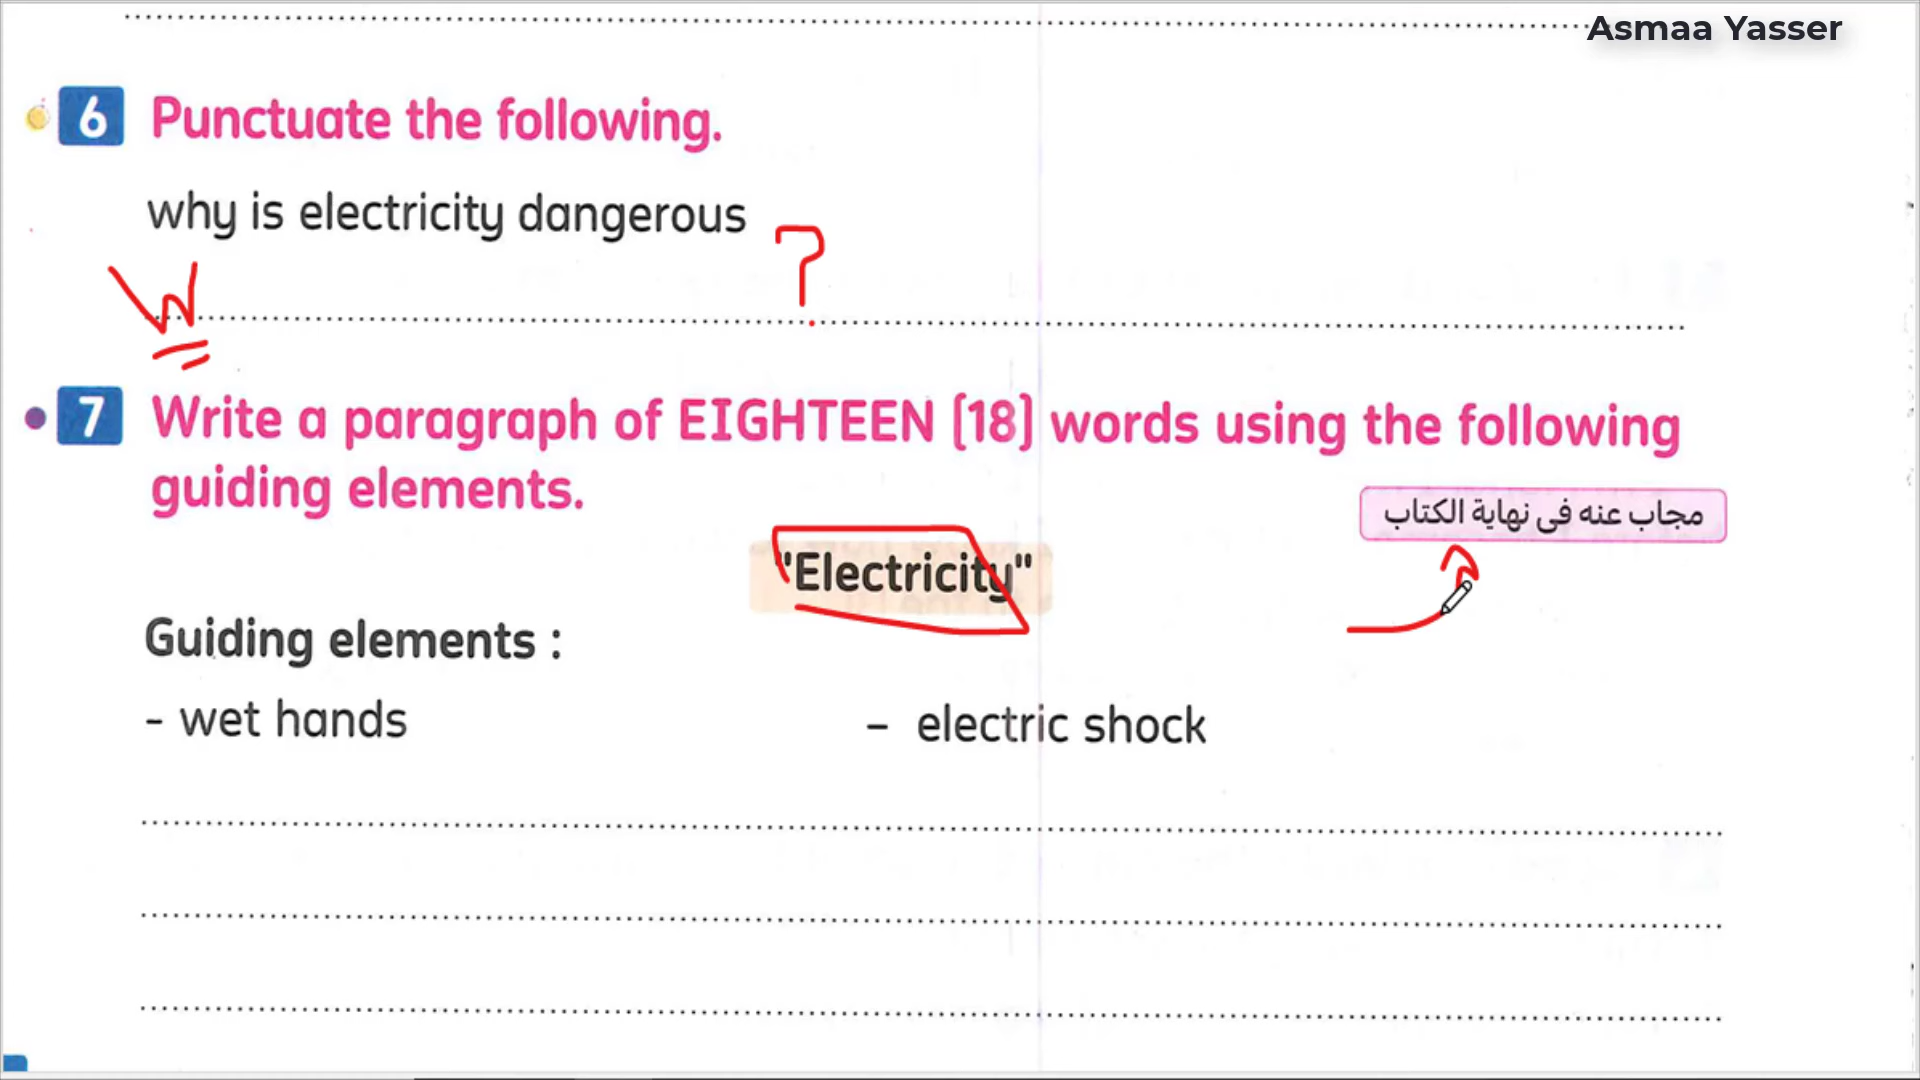 Asmaa Yasser
6 Punctuate the following.
why is electricity dangerous
?
W
7 Write a paragraph of EIGHTEEN (18) words using the following
guiding elements.
مجاب عنه فى نهاية الكتاب
"Electricity"
Guiding elements :
- wet hands
- electric shock